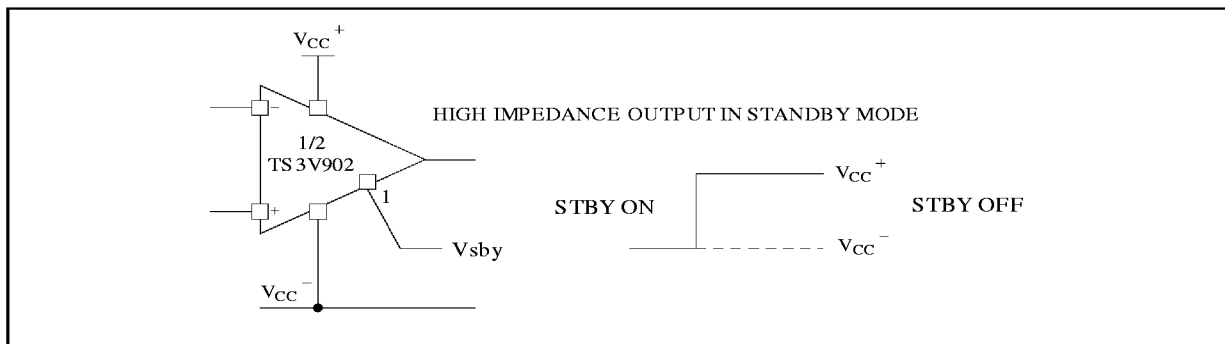 VCC+
−
HIGH IMPEDANCE OUTPUT IN STANDBY MODE
1/2
TS3V902
+
1
Vsby
VCC−
STBY ON
VCC+
STBY OFF
VCC−